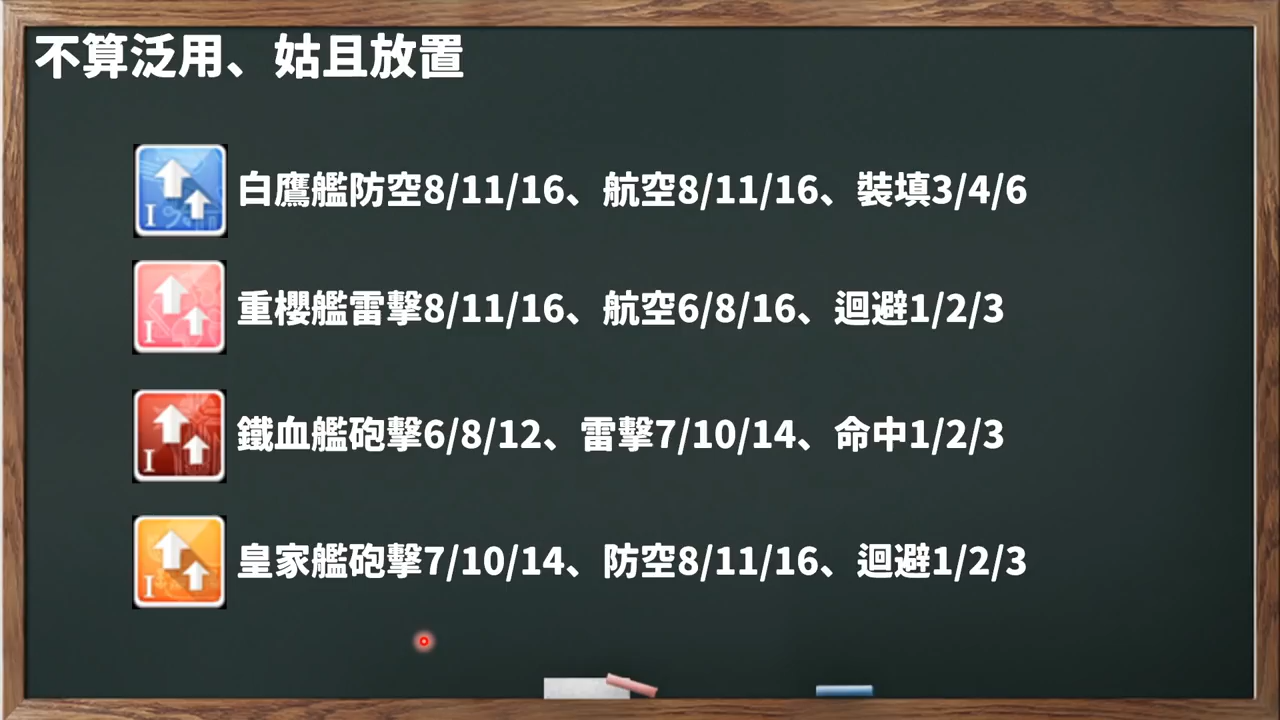 不算泛用、姑且放置
I 白鷹艦防空8/11/16、航空8/11/16、裝填3/4/6
I 重櫻艦雷擊8/11/16、航空6/8/16、迴避1/2/3
I 鐵血艦砲擊6/8/12、雷擊7/10/14、命中1/2/3
I 皇家艦砲擊7/10/14、防空8/11/16、迴避1/2/3